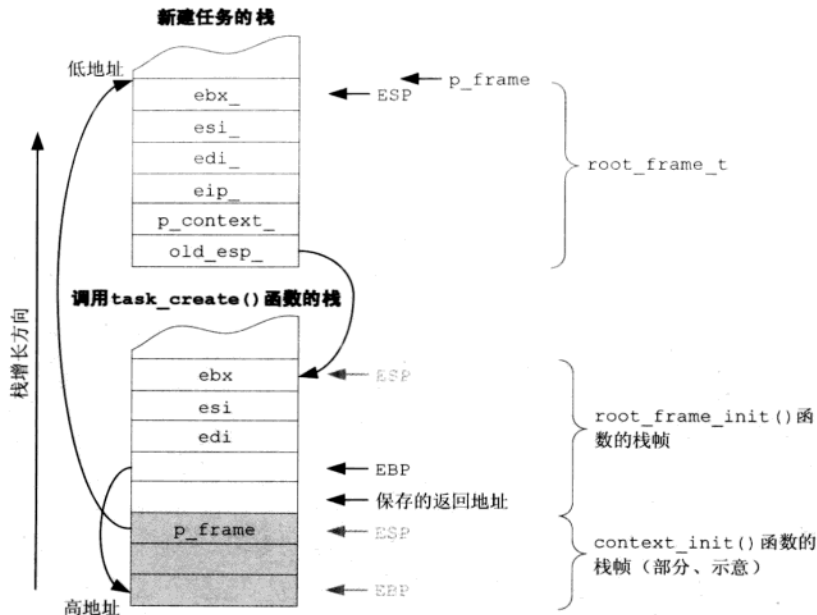 新建任务的栈
低地址
ebx_
ESP
p_frame
esi_
edi_
eip_
p_context_
old_esp_
root_frame_t
调用task_create()函数的栈
栈增长方向
ebx
ESP
esi
edi
EBP
保存的返回地址
root_frame_init()函
数的栈帧
p_frame
ESP
EBP
context_init()函数的
栈帧（部分、示意）
高地址